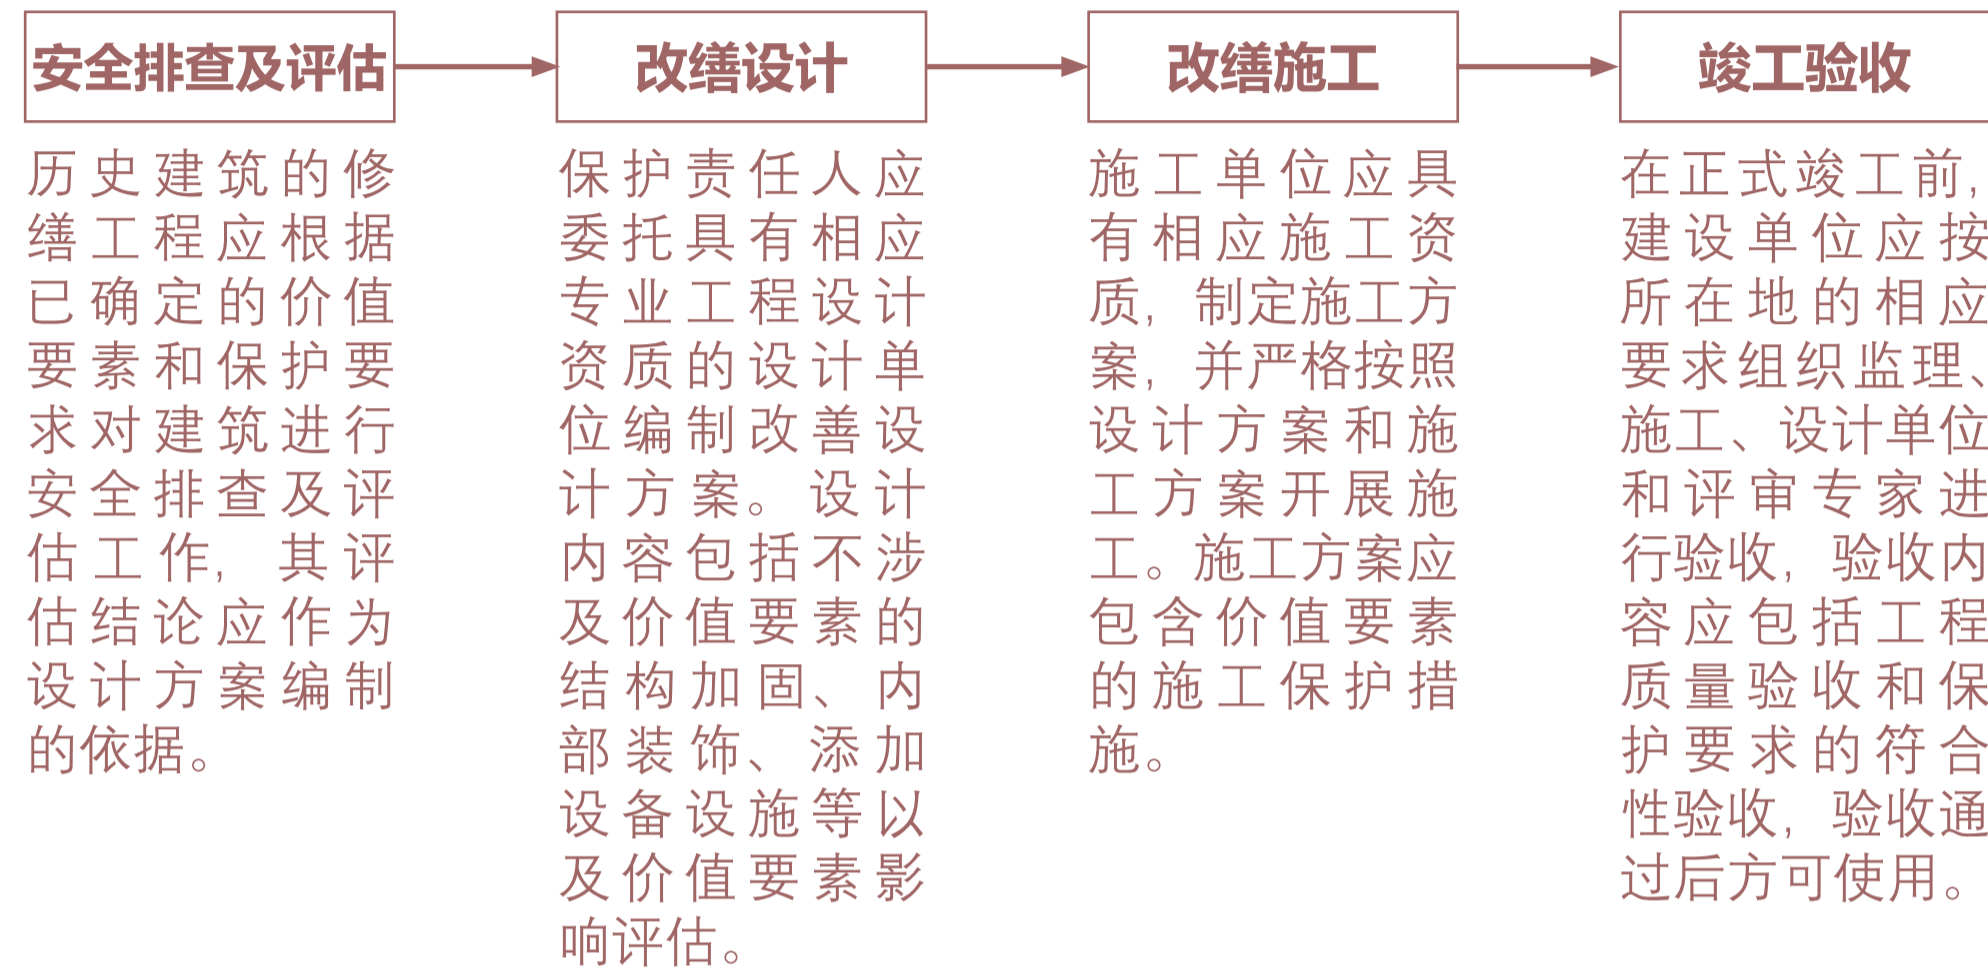 安全排查及评估
历史建筑的修
缮工程应根据
已确定的价值
要素和保护要
求对建筑进行
安全排查及评
估工作,其评
估结论应作为
设计方案编制
的依据。
改缮设计
保护责任人应
委托具有相应
专业工程设计
资质的设计单
位编制改善设
计方案。设计
内容包括不涉
及价值要素的
结构加固、内
部装饰、添加
设备设施等以
及价值要素影
响评估。
改缮施工
施工单位应具
有相应施工资
质,制定施工方
案,并严格按照
设计方案和施
工方案开展施
工。施工方案应
包含价值要素
的施工保护措
施。
竣工验收
在正式竣工前,
建设单位应按
所在地的相应
要求组织监理、
施工、设计单位
和评审专家进
行验收,验收内
容应包括工程
质量验收和保
护要求的符合
性验收,验收通
过后方可使用。